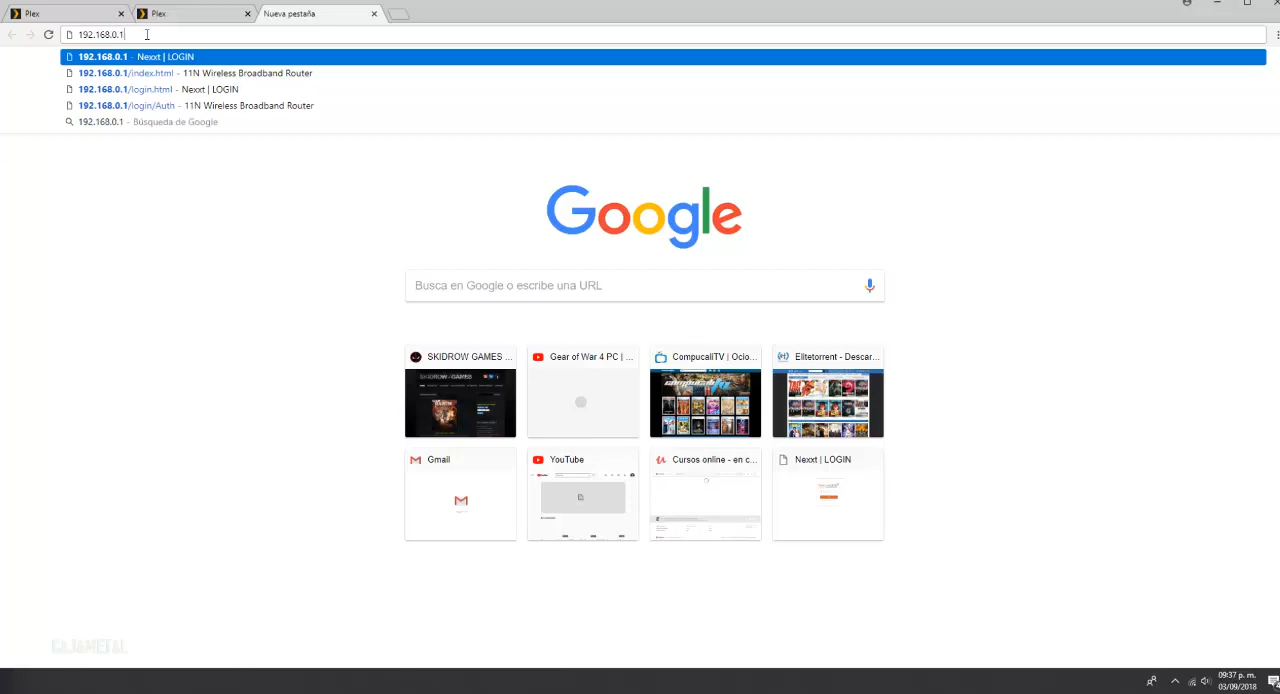 Plex
Plex
Nueva pestaña
192.168.0.1
192.168.0.1 - Nexxt | LOGIN
192.168.0.1/index.html - 11N Wireless Broadband Router
192.168.0.1/login.html - Nexxt | LOGIN
192.168.0.1/login/Auth - 11N Wireless Broadband Router
192.168.0.1 - Búsqueda de Google
Google
Busca en Google o escribe una URL
SKIDROW GAMES ...
Gear of War 4 PC | ...
CompucaliTV | Ocio...
Elitetorrent - Descar...
SKIDROW - GAMES
Gmail
YouTube
Cursos online - en c...
Nexxt | LOGIN
09:37 p. m.
03/09/2018